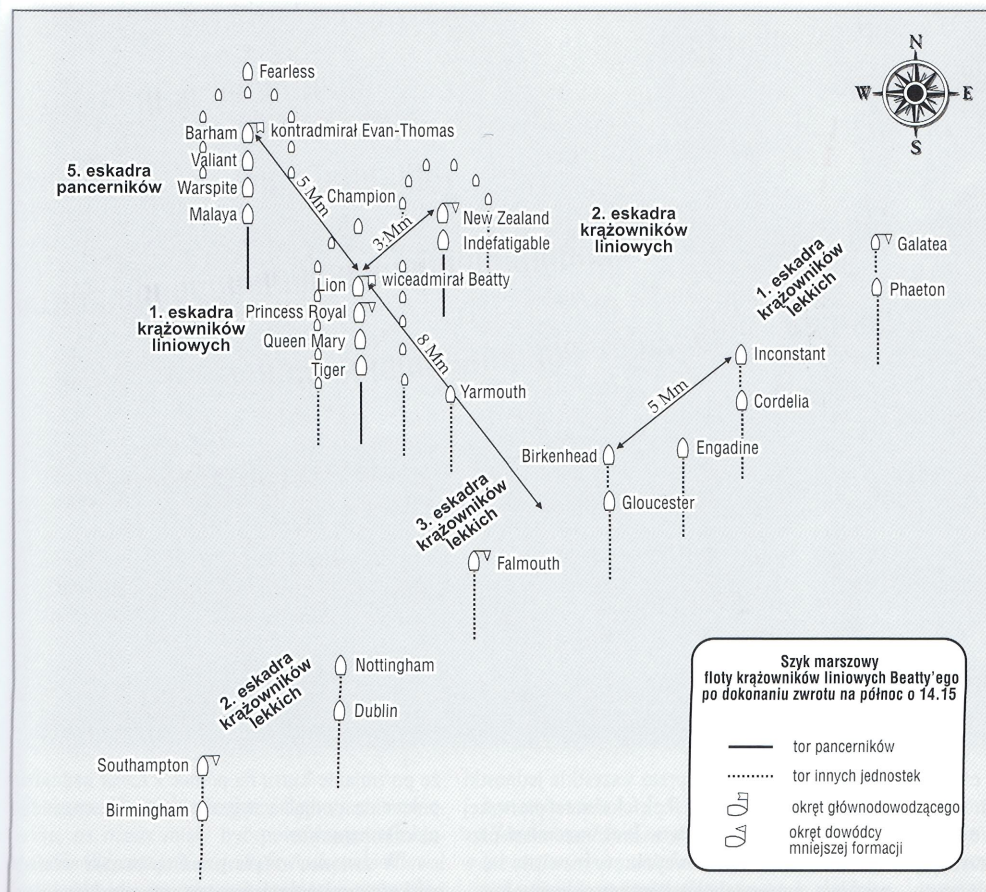 N
W
E
S
Fearless
Barham
kontradmirał Evan-Thomas
Valiant
Warspite
Malaya
5. eskadra
pancerników
5 Mm
Champion
3 Mm
New Zealand
Indefatigable
2. eskadra
krążowników
liniowych
Galatea
Phaeton
1. eskadra
krążowników
lekkich
Lion
wiceadmirał Beatty
Princess Royal
Queen Mary
Tiger
1. eskadra
krążowników
liniowych
8 Mm
Yarmouth
Inconstant
Cordelia
5 Mm
Birkenhead
Engadine
Gloucester
3. eskadra
krążowników
lekkich
Falmouth
Nottingham
Dublin
2. eskadra
krążowników
lekkich
Southampton
Birmingham
Szyk marszowy
floty krążowników liniowych Beatty'ego
po dokonaniu zwrotu na północ o 14.15
tor pancerników
tor innych jednostek
okręt głównodowodzącego
okręt dowódcy
mniejszej formacji